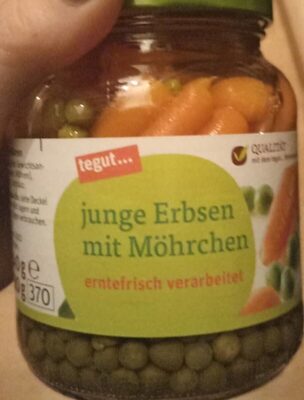 tegut...
QUALITÄT
junge Erbsen
mit Möhrchen
erntefrisch verarbeitet
g e
g 370